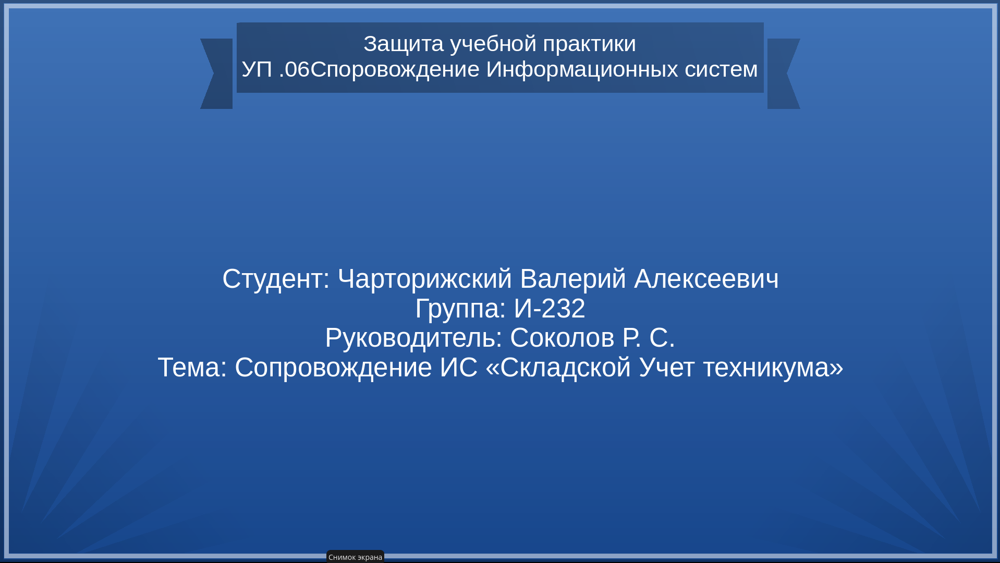 Защита учебной практики
УП .06Споровождение Информационных систем
Студент: Чарторижский Валерий Алексеевич
Группа: И-232
Руководитель: Соколов Р. С.
Тема: Сопровождение ИС «Складской Учет техникума»
Снимок экрана